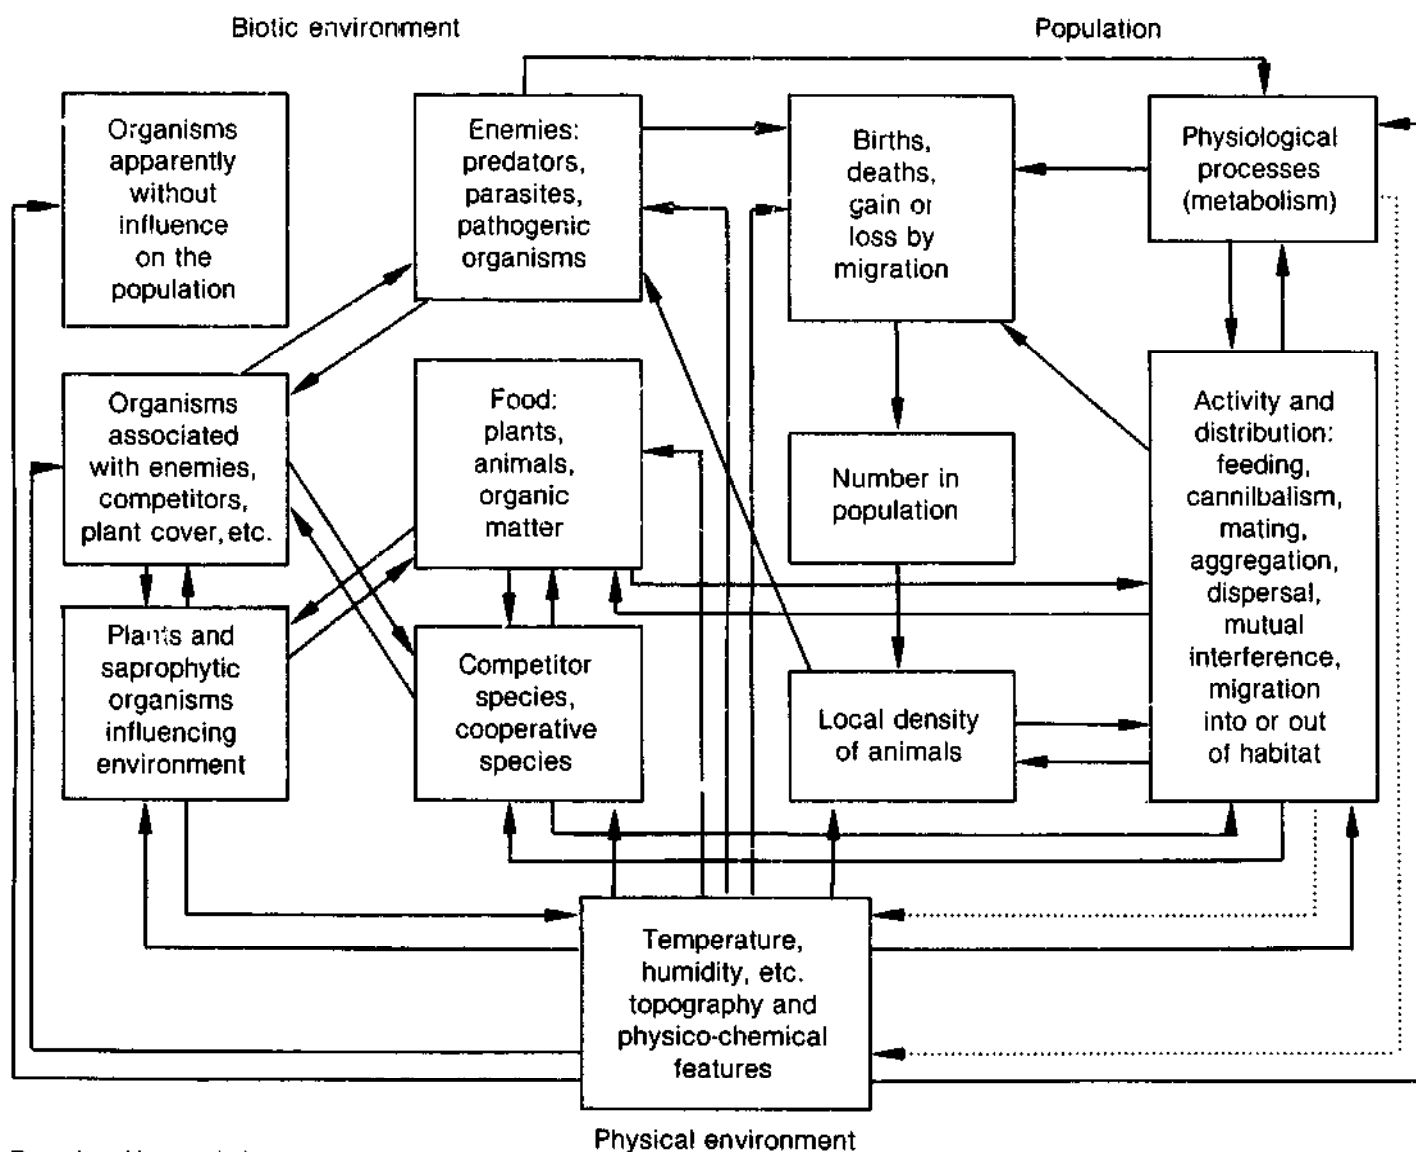 Biotic environment
Population
Organisms
apparently
without
influence
on the
population
Enemies:
predators,
parasites,
pathogenic
organisms
Births,
deaths,
gain or
loss by
migration
Physiological
processes
(metabolism)
Organisms
associated
with enemies,
competitors,
plant cover, etc.
Food:
plants,
animals,
organic
matter
Number in
population
Activity and
distribution:
feeding,
cannilbalism,
mating,
aggregation,
dispersal,
mutual
interference,
migration
into or out
of habitat
Plants and
saprophytic
organisms
influencing
environment
Competitor
species,
cooperative
species
Local density
of animals
Temperature,
humidity, etc.
topography and
physico-chemical
features
Physical environment